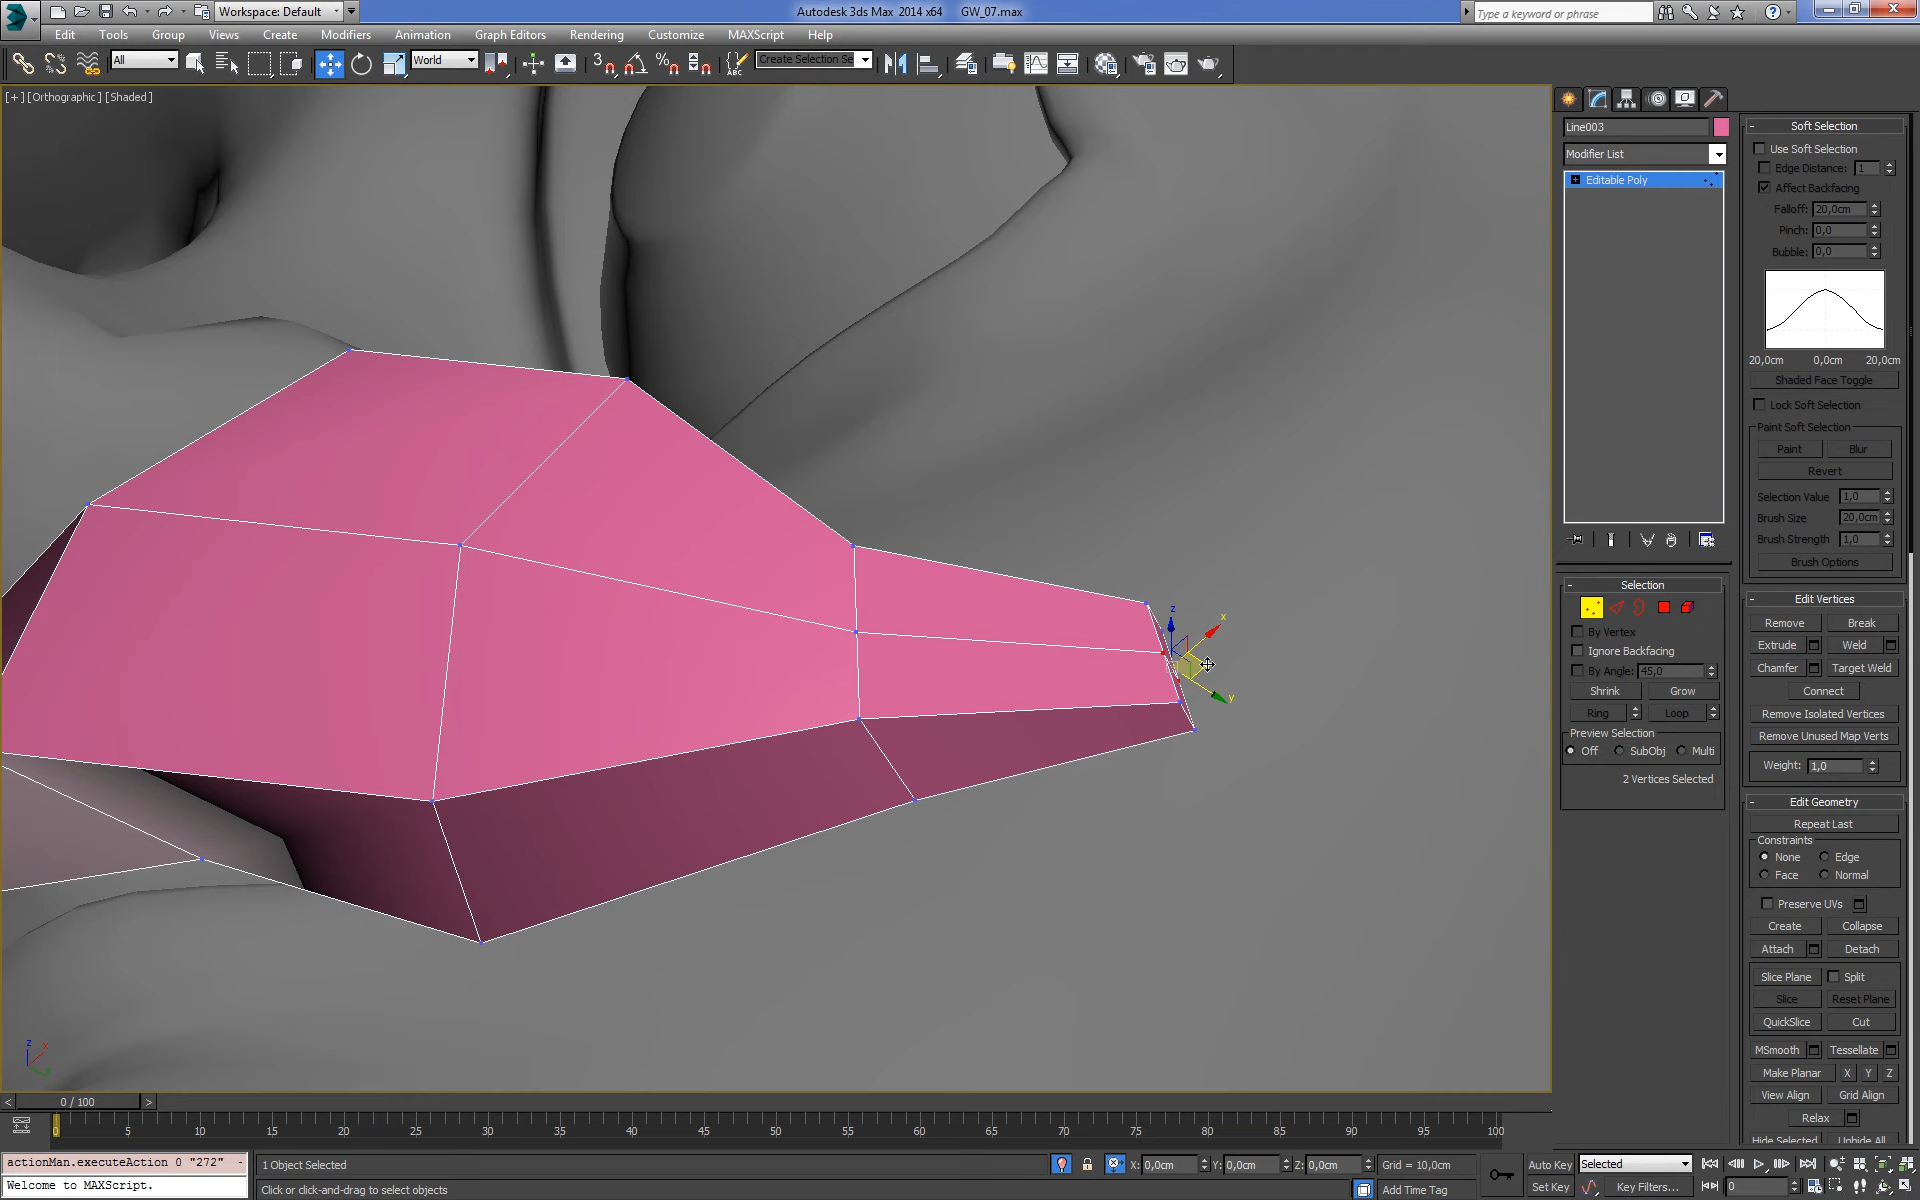 Workspace: Default
Autodesk 3ds Max 2014 x64 GW_07.max
Type a keyword or phrase
Edit Tools Group Views Create Modifiers Animation Graph Editors Rendering Customize MAXScript Help
All World 3 Create Selection Se
[+] [Orthographic] [Shaded]
Line003
Modifier List
Editable Poly
Soft Selection
Use Soft Selection
Edge Distance: 1
Affect Backfacing
Falloff: 20,0cm
Pinch: 0,0
Bubble: 0,0
20,0cm 0,0cm 20,0cm
Shaded Face Toggle
Lock Soft Selection
Paint Soft Selection
Paint Blur
Revert
Selection Value 1,0
Brush Size 20,0cm
Brush Strength 1,0
Brush Options
Selection
By Vertex
Ignore Backfacing
By Angle: 45,0
Shrink Grow
Ring Loop
Preview Selection
Off SubObj Multi
2 Vertices Selected
Edit Vertices
Remove Break
Extrude Weld
Chamfer Target Weld
Connect
Remove Isolated Vertices
Remove Unused Map Verts
Weight: 1,0
Edit Geometry
Repeat Last
Constraints
None Edge
Face Normal
Preserve UVs
Create Collapse
Attach Detach
Slice Plane Split
Slice Reset Plane
QuickSlice Cut
MSmooth Tessellate
Make Planar X Y Z
View Align Grid Align
Relax
Hide Selected Unhide All
z x y
z x
< 0 / 100 >
0 5 10 15 20 25 30 35 40 45 50 55 60 65 70 75 80 85 90 95 100
actionMan.executeAction 0 "272" -
Welcome to MAXScript.
1 Object Selected
Click or click-and-drag to select objects
X: 0,0cm Y: 0,0cm Z: 0,0cm Grid = 10,0cm
Add Time Tag
Auto Key Selected
Set Key Key Filters... 0